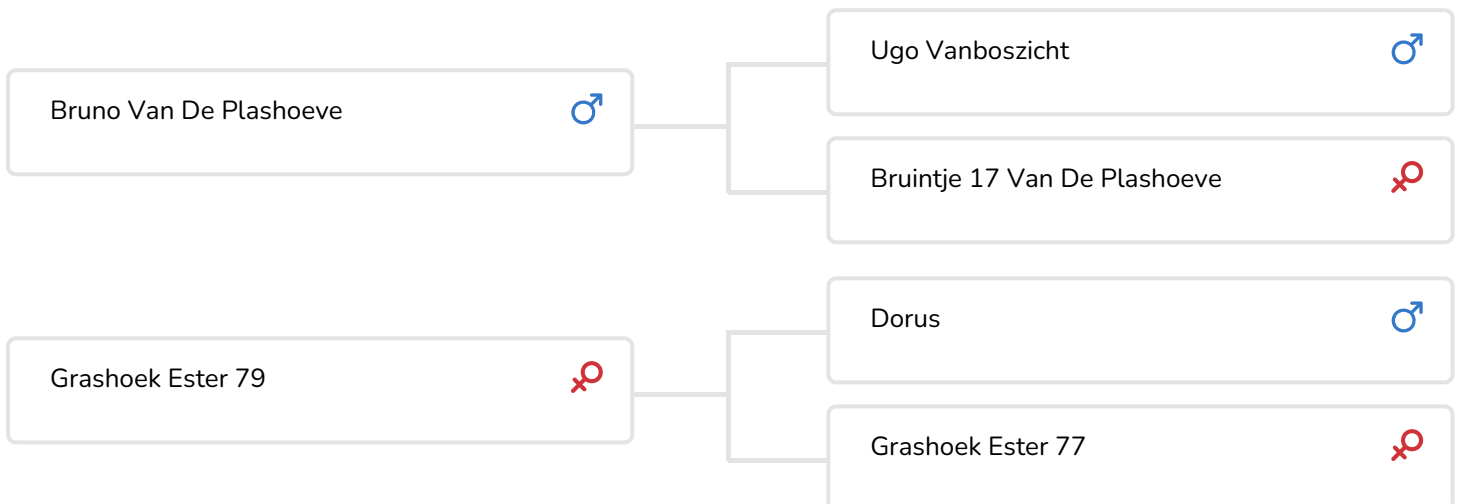 Ugo Vanboszicht
Bruno Van De Plashoeve
Bruintje 17 Van De Plashoeve
Dorus
Grashoek Ester 79
Grashoek Ester 77